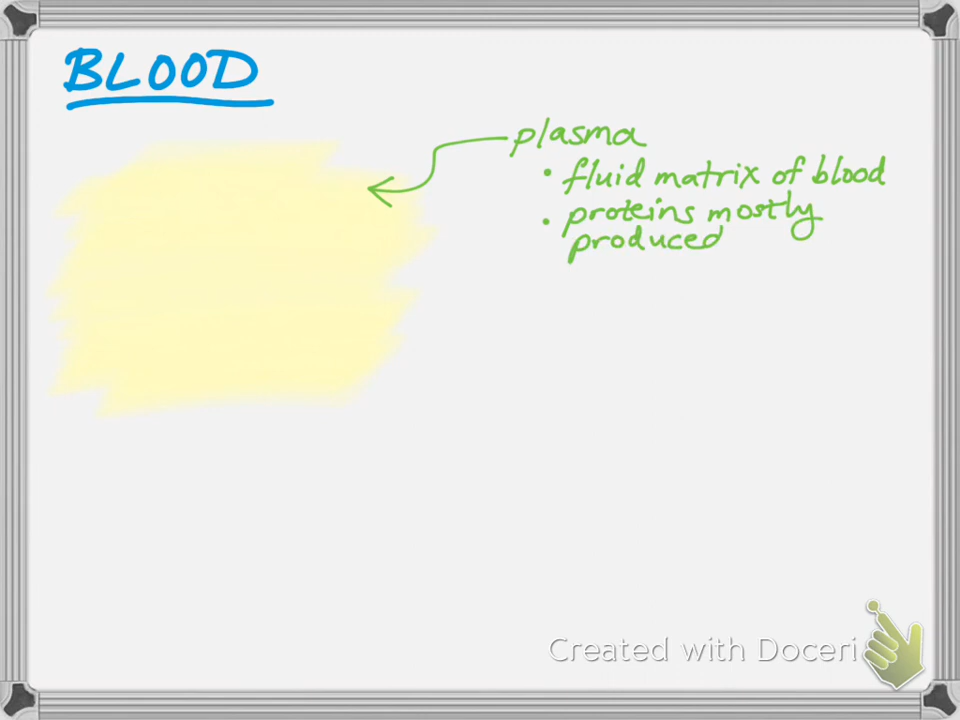 BLOOD
plasma
• fluid matrix of blood
• proteins mostly
produced
Created with Doceri